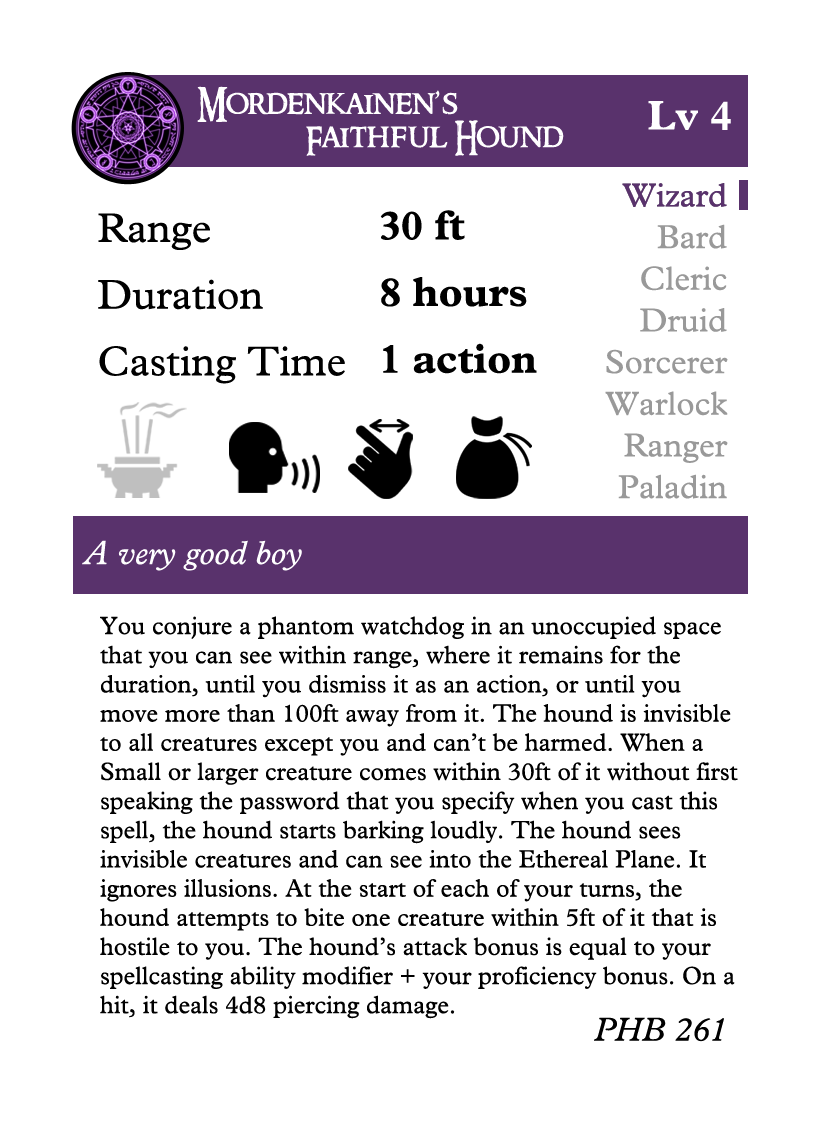 MORDENKAINEN'S
FAITHFUL HOUND
Lv 4
Range 30 ft
Duration 8 hours
Casting Time 1 action
Wizard
Bard
Cleric
Druid
Sorcerer
Warlock
Ranger
Paladin
A very good boy
You conjure a phantom watchdog in an unoccupied space
that you can see within range, where it remains for the
duration, until you dismiss it as an action, or until you
move more than 100ft away from it. The hound is invisible
to all creatures except you and can't be harmed. When a
Small or larger creature comes within 30ft of it without first
speaking the password that you specify when you cast this
spell, the hound starts barking loudly. The hound sees
invisible creatures and can see into the Ethereal Plane. It
ignores illusions. At the start of each of your turns, the
hound attempts to bite one creature within 5ft of it that is
hostile to you. The hound's attack bonus is equal to your
spellcasting ability modifier + your proficiency bonus. On a
hit, it deals 4d8 piercing damage.
PHB 261